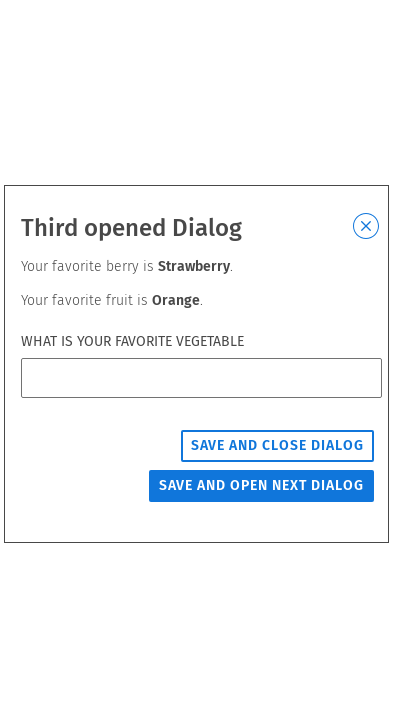 Third opened Dialog
Your favorite berry is Strawberry.
Your favorite fruit is Orange.
WHAT IS YOUR FAVORITE VEGETABLE
SAVE AND CLOSE DIALOG
SAVE AND OPEN NEXT DIALOG